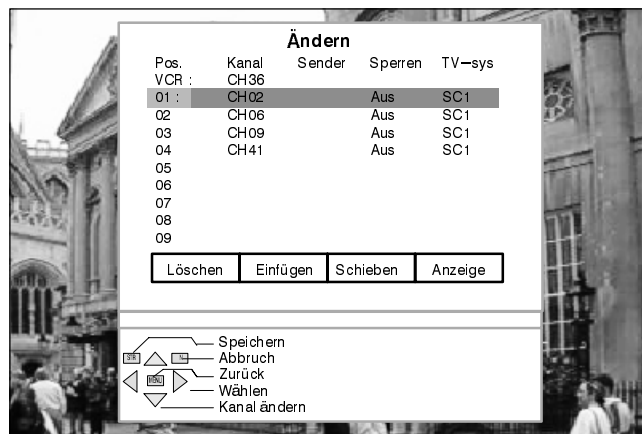 Ändern
Pos. Kanal Sender Sperren TV–sys
VCR : CH36
01 : CH02 Aus SC1
02 CH06 Aus SC1
03 CH09 Aus SC1
04 CH41 Aus SC1
05
06
07
08
09
Löschen Einfügen Schieben Anzeige
Speichern
STR N Abbruch
Zurück
MENU Wählen
Kanal ändern